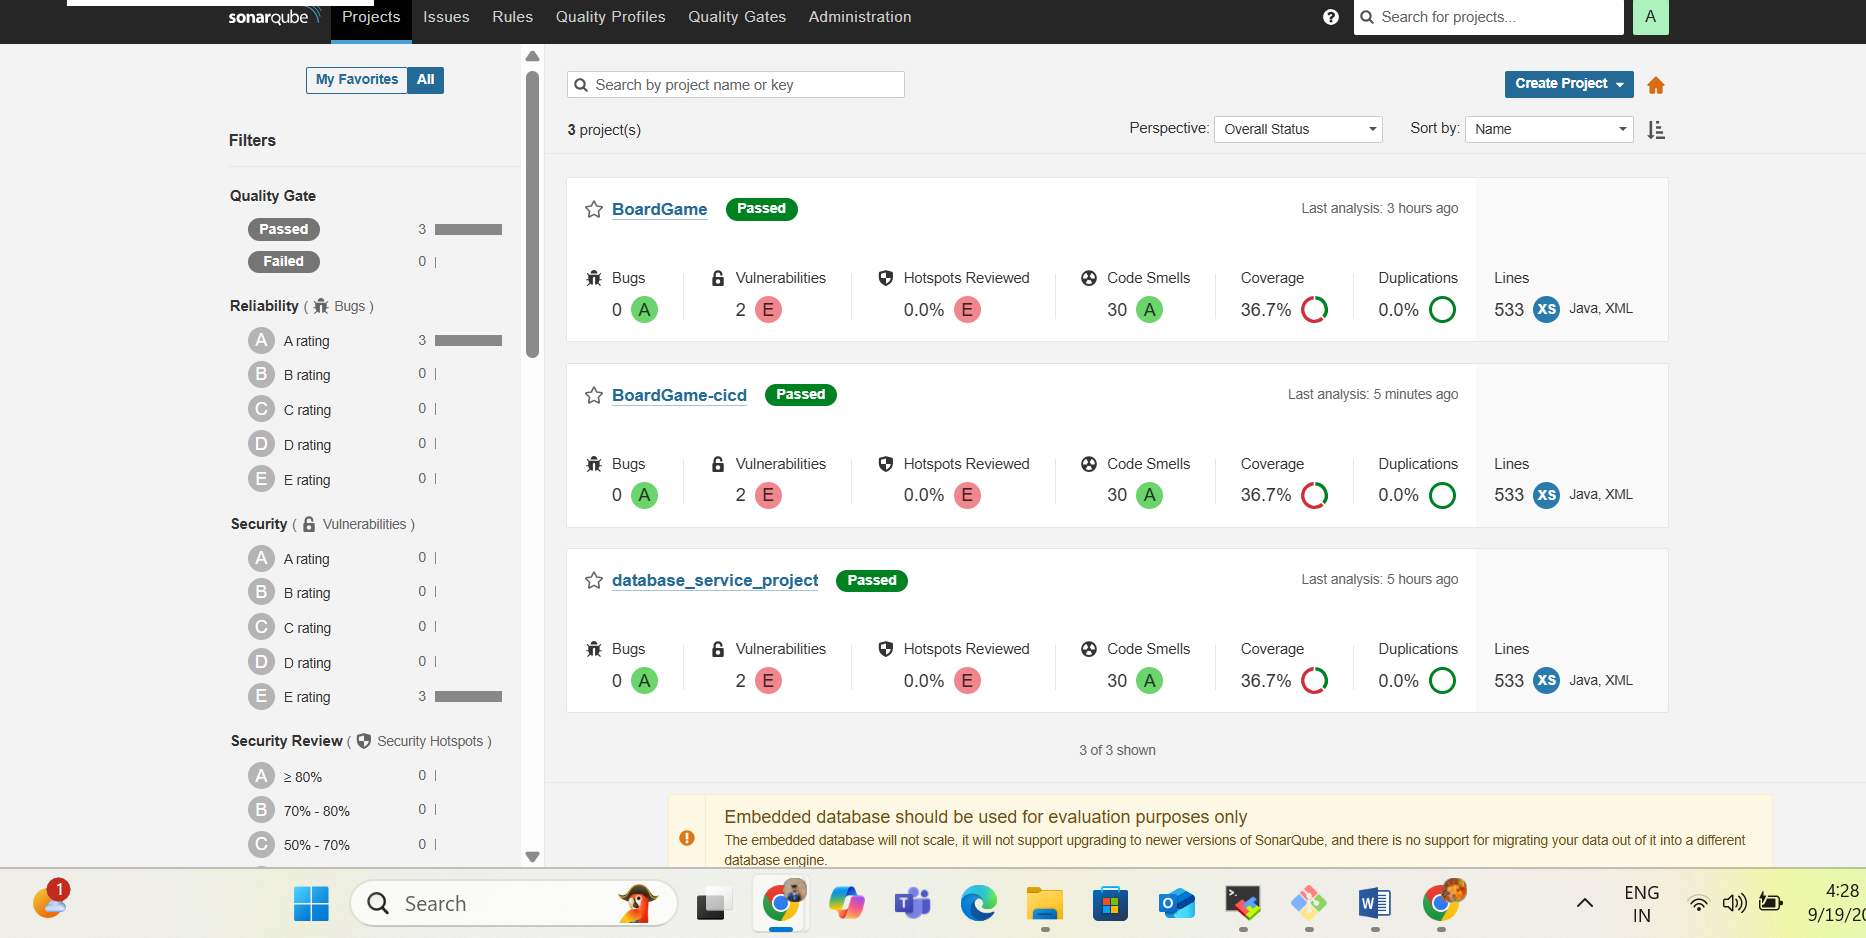 sonarqube Projects Issues Rules Quality Profiles Quality Gates Administration ? Search for projects... A
My Favorites All
Filters
Quality Gate
Passed 3
Failed 0
Reliability ( Bugs )
A A rating 3
B B rating 0
C C rating 0
D D rating 0
E E rating 0
Security ( Vulnerabilities )
A A rating 0
B B rating 0
C C rating 0
D D rating 0
E E rating 3
Security Review ( Security Hotspots )
A ≥ 80% 0
B 70% - 80% 0
C 50% - 70% 0
Search by project name or key
Create Project
3 project(s)
Perspective: Overall Status Sort by: Name
BoardGame Passed Last analysis: 3 hours ago
Bugs Vulnerabilities Hotspots Reviewed Code Smells Coverage Duplications Lines
0 A 2 E 0.0% E 30 A 36.7% 0.0% 533 XS Java, XML
BoardGame-cicd Passed Last analysis: 5 minutes ago
Bugs Vulnerabilities Hotspots Reviewed Code Smells Coverage Duplications Lines
0 A 2 E 0.0% E 30 A 36.7% 0.0% 533 XS Java, XML
database_service_project Passed Last analysis: 5 hours ago
Bugs Vulnerabilities Hotspots Reviewed Code Smells Coverage Duplications Lines
0 A 2 E 0.0% E 30 A 36.7% 0.0% 533 XS Java, XML
3 of 3 shown
Embedded database should be used for evaluation purposes only
The embedded database will not scale, it will not support upgrading to newer versions of SonarQube, and there is no support for migrating your data out of it into a different
database engine.
1
Search
ENG
IN
4:28
9/19/20